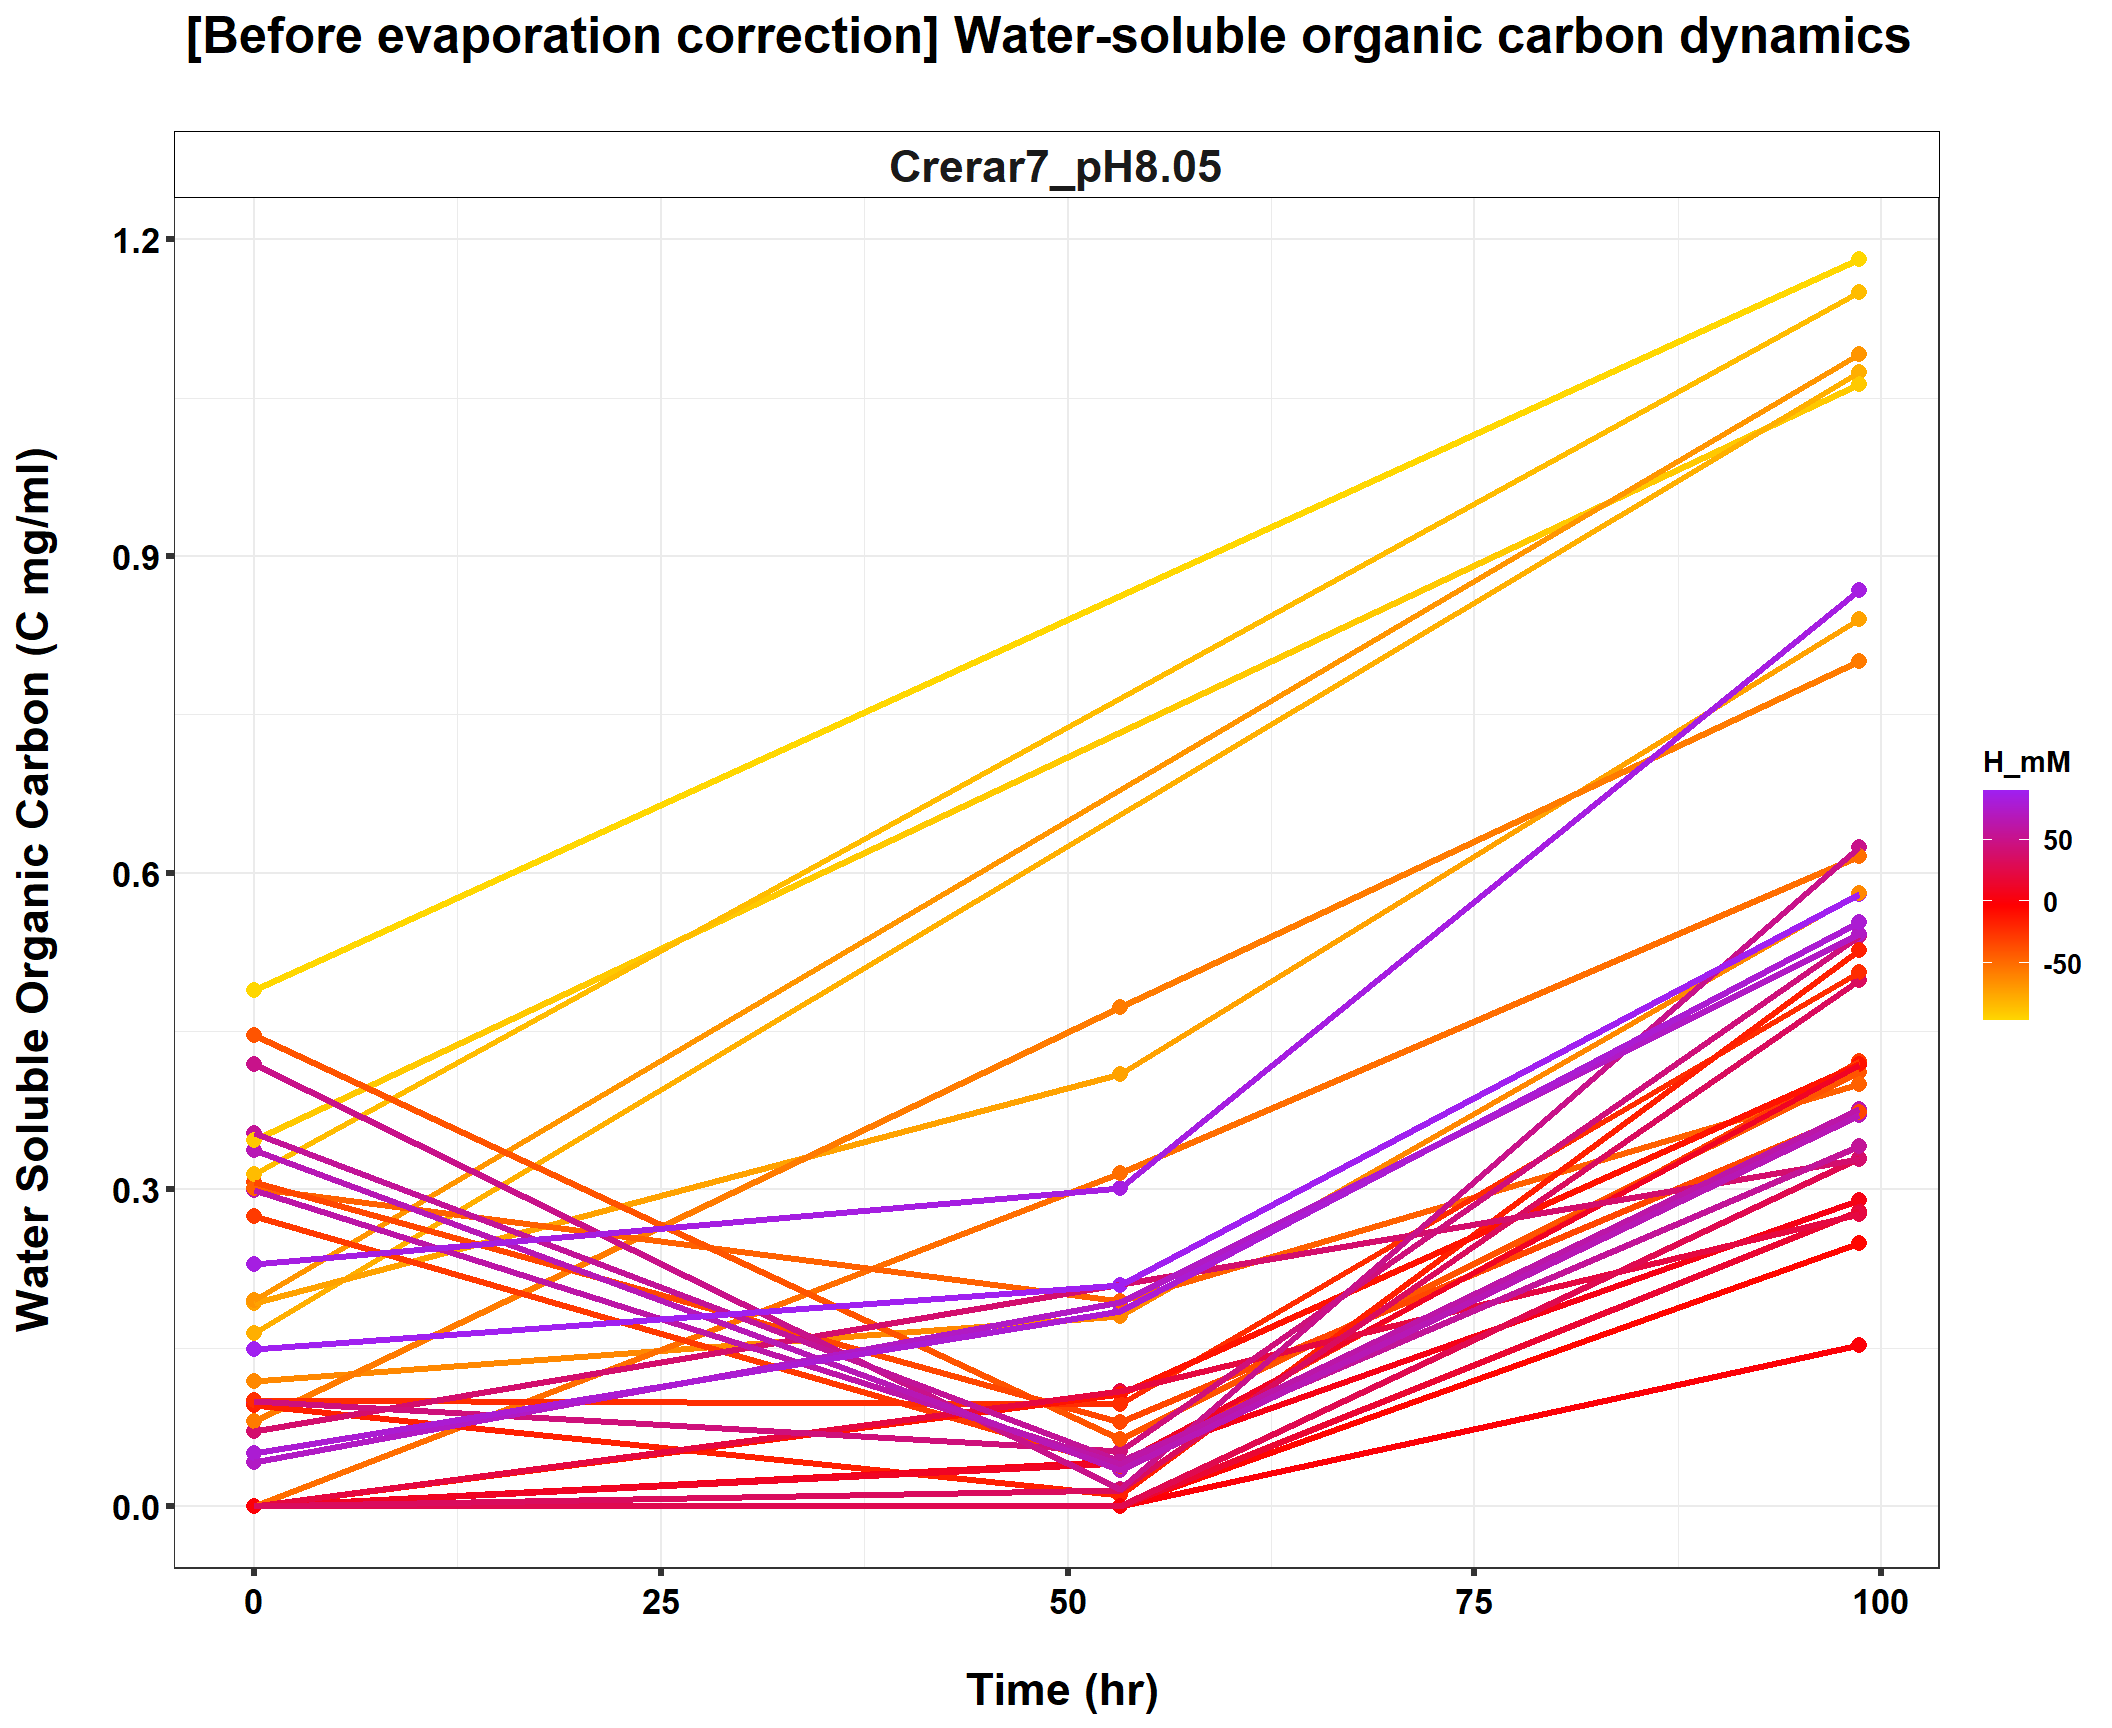 [Before evaporation correction] Water-soluble organic carbon dynamics
Crerar7_pH8.05
Water Soluble Organic Carbon (C mg/ml)
1.2
0.9
0.6
0.3
0.0
0 25 50 75 100
Time (hr)
H_mM
50
0
-50